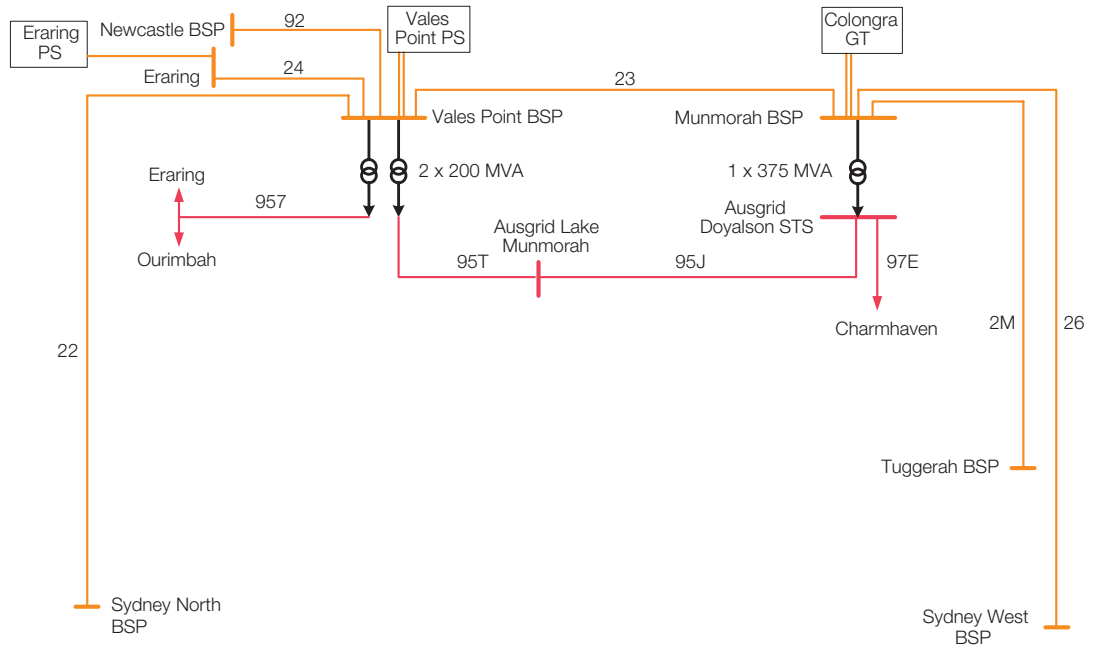 Eraring
PS
Newcastle BSP
92
Vales
Point PS
Colongra
GT
Eraring
24
23
Vales Point BSP
Munmorah BSP
2 x 200 MVA
1 x 375 MVA
Eraring
957
Ourimbah
Ausgrid Lake
Munmorah
Ausgrid
Doyalson STS
95T
95J
97E
Charmhaven
22
2M
26
Tuggerah BSP
Sydney North
BSP
Sydney West
BSP